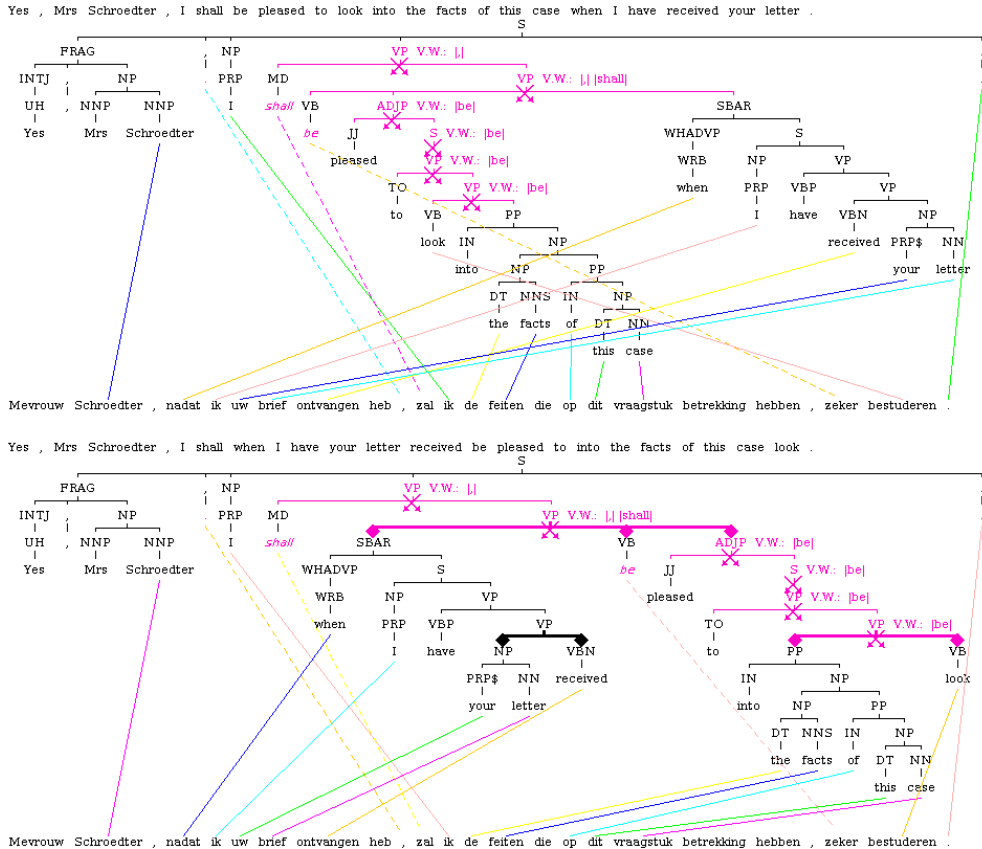 Yes , Mrs Schroedter , I shall be pleased to look into the facts of this case when I have received your letter .
S
FRAG , NP VP V.W.: |,| .
INTJ , NP PRP MD VP V.W.: |,| |shall|
UH , NNP NNP I shall VB ADJP V.W.: |be| SBAR
Yes Mrs Schroedter be JJ S V.W.: |be| WHADVP S
pleased VP V.W.: |be| WRB NP VP
TO VP V.W.: |be| when PRP VBP VP
to VB PP I have VBN NP
look IN NP received PRP$ NN
into NP PP your letter
DT NNS IN NP
the facts of DT NN
this case
Mevrouw Schroedter , nadat ik uw brief ontvangen heb , zal ik de feiten die op dit vraagstuk betrekking hebben , zeker bestuderen .
Yes , Mrs Schroedter , I shall when I have your letter received be pleased to into the facts of this case look .
S
FRAG , NP VP V.W.: |,| .
INTJ , NP PRP MD VP V.W.: |,| |shall|
UH , NNP NNP I shall SBAR VB ADJP V.W.: |be|
Yes Mrs Schroedter WHADVP S be JJ S V.W.: |be|
WRB NP VP pleased VP V.W.: |be|
when PRP VBP VP TO VP V.W.: |be|
I have NP VBN to PP VB
PRP$ NN received IN NP look
your letter into NP PP
DT NNS IN NP
the facts of DT NN
this case
Mevrouw Schroedter , nadat ik uw brief ontvangen heb , zal ik de feiten die op dit vraagstuk betrekking hebben , zeker bestuderen .